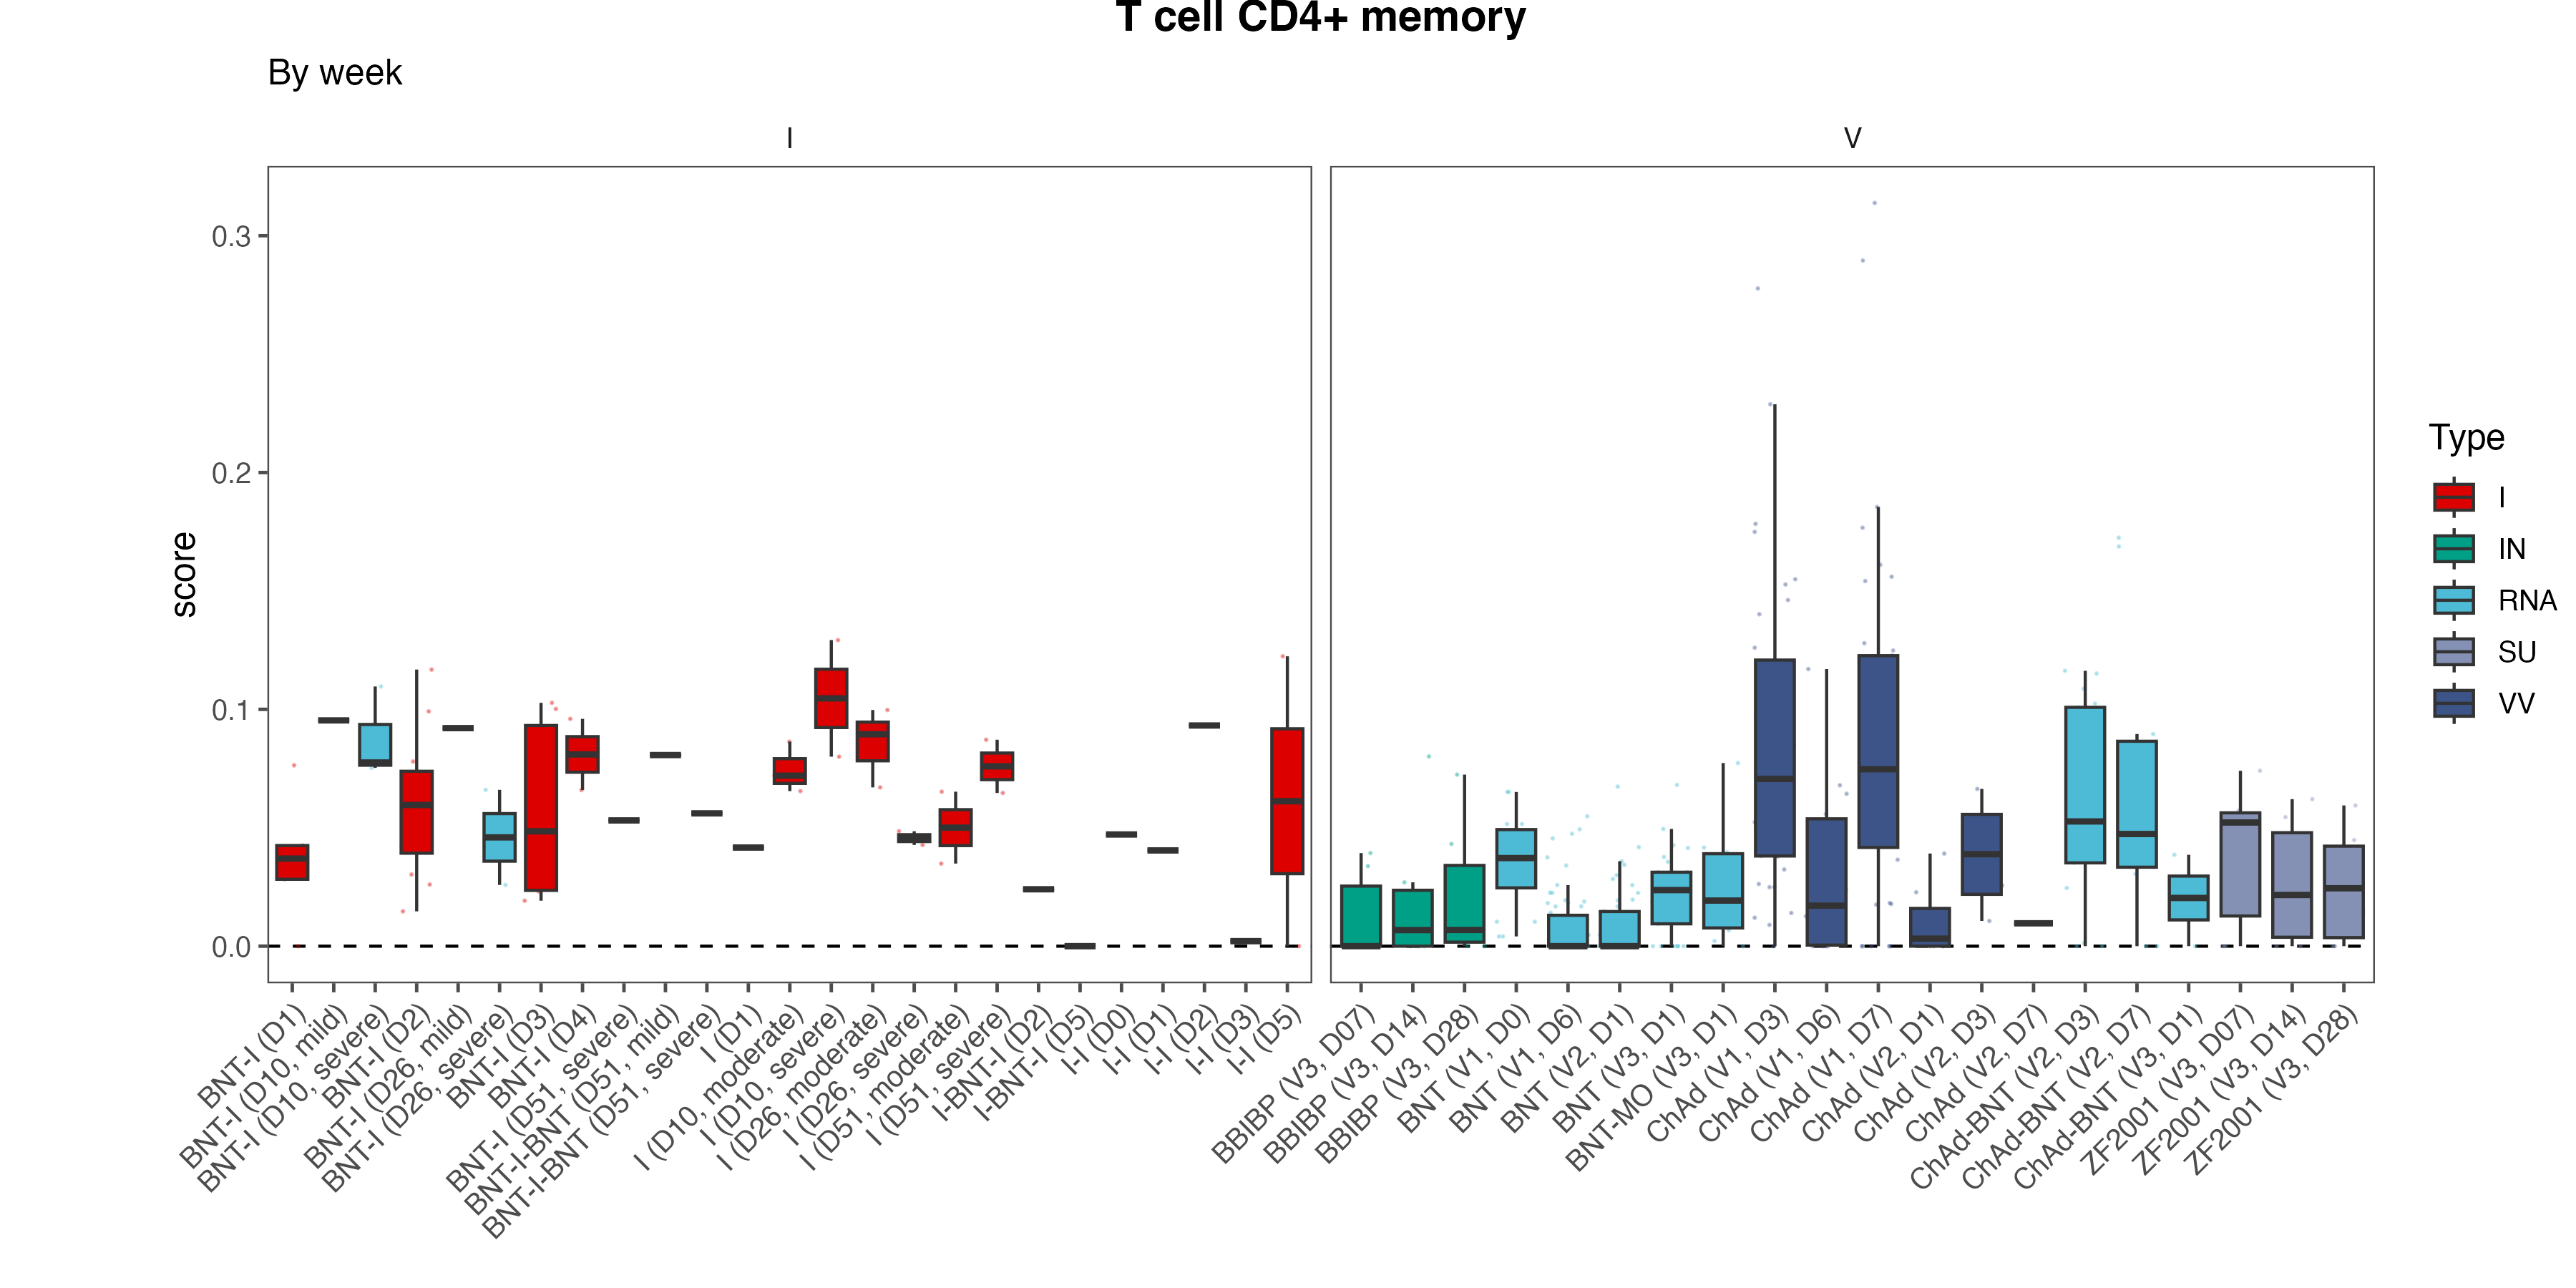 T cell CD4+ memory
By week
I
V
score
0.3
0.2
0.1
0.0
BNT-I (D1)
BNT-I (D10, mild)
BNT-I (D10, severe)
BNT-I (D2)
BNT-I (D26, mild)
BNT-I (D26, severe)
BNT-I (D3)
BNT-I (D4)
BNT-I (D51, severe)
BNT-I-BNT (D51, mild)
BNT-I-BNT (D51, severe)
I (D1)
I (D10, moderate)
I (D10, severe)
I (D26, moderate)
I (D26, severe)
I (D51, moderate)
I (D51, severe)
I-BNT-I (D2)
I-BNT-I (D5)
I-I (D0)
I-I (D1)
I-I (D2)
I-I (D3)
I-I (D5)
BBIBP (V3, D07)
BBIBP (V3, D14)
BBIBP (V3, D28)
BNT (V1, D0)
BNT (V1, D6)
BNT (V2, D1)
BNT (V3, D1)
BNT-MO (V3, D1)
ChAd (V1, D3)
ChAd (V1, D6)
ChAd (V1, D7)
ChAd (V2, D1)
ChAd (V2, D3)
ChAd (V2, D7)
ChAd-BNT (V2, D3)
ChAd-BNT (V2, D7)
ChAd-BNT (V3, D1)
ZF2001 (V3, D07)
ZF2001 (V3, D14)
ZF2001 (V3, D28)
Type
I
IN
RNA
SU
VV